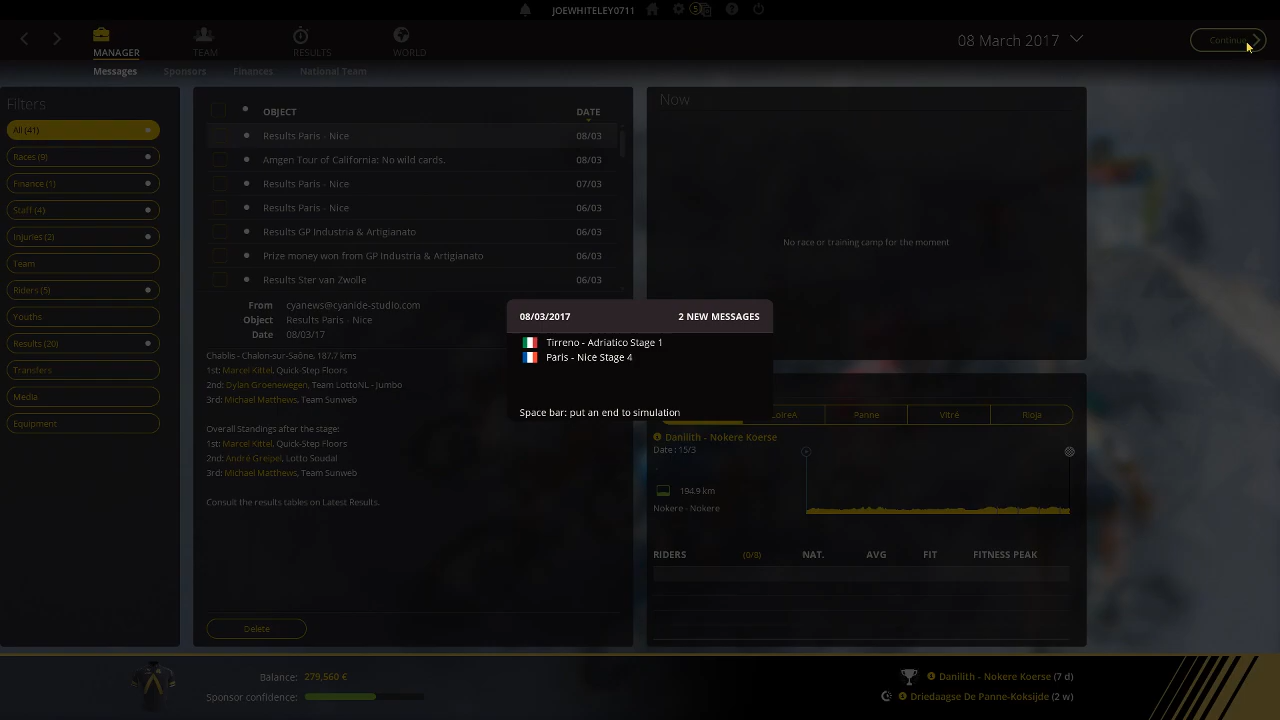 JOEWHITELEY0711
5
MANAGER
TEAM
RESULTS
WORLD
08 March 2017
Continue
Messages
Sponsors
Finances
National Team
Filters
All (41)
Races (9)
Finance (1)
Staff (4)
Injuries (2)
Team
Riders (5)
Youths
Results (20)
Transfers
Media
Equipment
OBJECT DATE
Results Paris - Nice 08/03
Amgen Tour of California: No wild cards. 08/03
Results Paris - Nice 07/03
Results Paris - Nice 06/03
Results GP Industria & Artigianato 06/03
Prize money won from GP Industria & Artigianato 06/03
Results Ster van Zwolle 06/03
From cyanews@cyanide-studio.com
Object Results Paris - Nice
Date 08/03/17
Chablis - Chalon-sur-Saône, 187.7 kms
1st: Marcel Kittel, Quick-Step Floors
2nd: Dylan Groenewegen, Team LottoNL - Jumbo
3rd: Michael Matthews, Team Sunweb
Overall Standings after the stage:
1st: Marcel Kittel, Quick-Step Floors
2nd: André Greipel, Lotto Soudal
3rd: Michael Matthews, Team Sunweb
Consult the results tables on Latest Results.
Delete
08/03/2017 2 NEW MESSAGES
Tirreno - Adriatico Stage 1
Paris - Nice Stage 4
Space bar: put an end to simulation
Now
No race or training camp for the moment
LoireA Panne Vitré Rioja
Danilith - Nokere Koerse
Date : 15/3
194.9 km
Nokere - Nokere
RIDERS (0/8) NAT. AVG FIT FITNESS PEAK
Balance: 279,560 €
Sponsor confidence:
Danilith - Nokere Koerse (7 d)
Driedaagse De Panne-Koksijde (2 w)